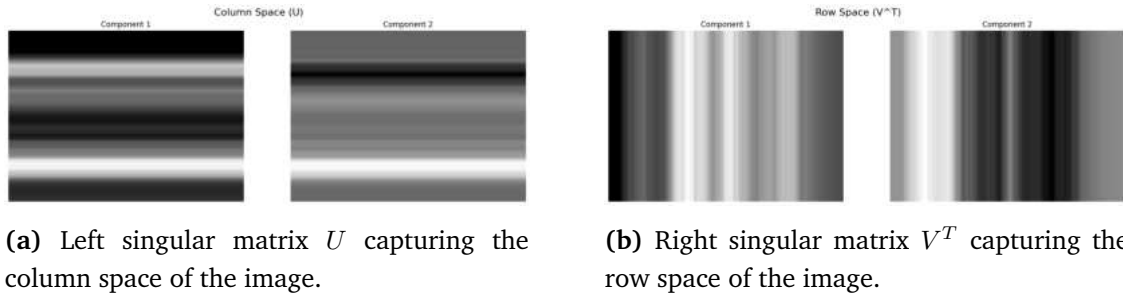 Column Space (U)
Component 1
Component 2
Row Space (V^T)
Component 1
Component 2
(a) Left singular matrix U capturing the
column space of the image.
(b) Right singular matrix V^T capturing the
row space of the image.